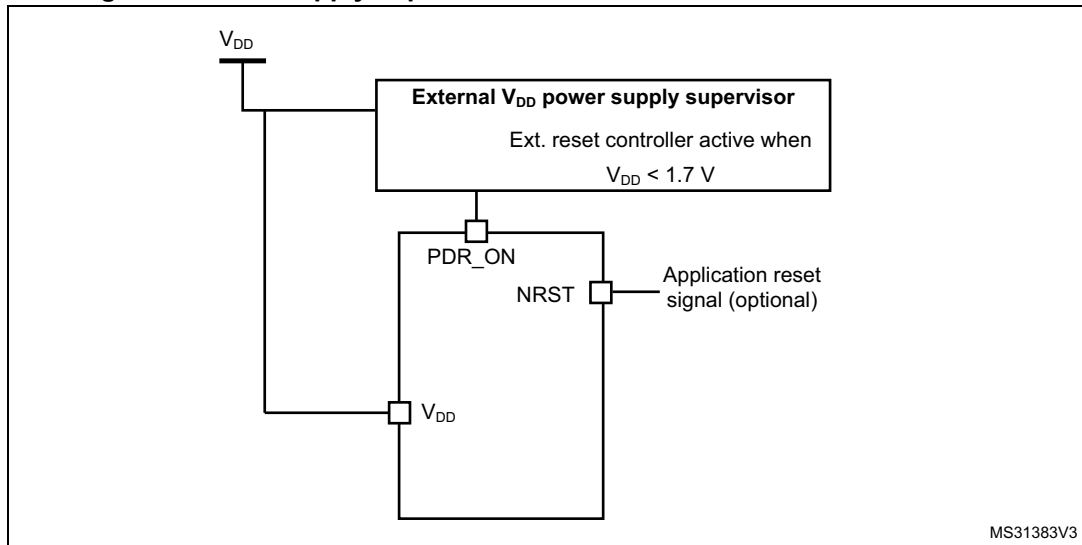 VDD
External VDD power supply supervisor
Ext. reset controller active when
VDD < 1.7 V
PDR_ON
NRST
Application reset
signal (optional)
VDD
MS31383V3